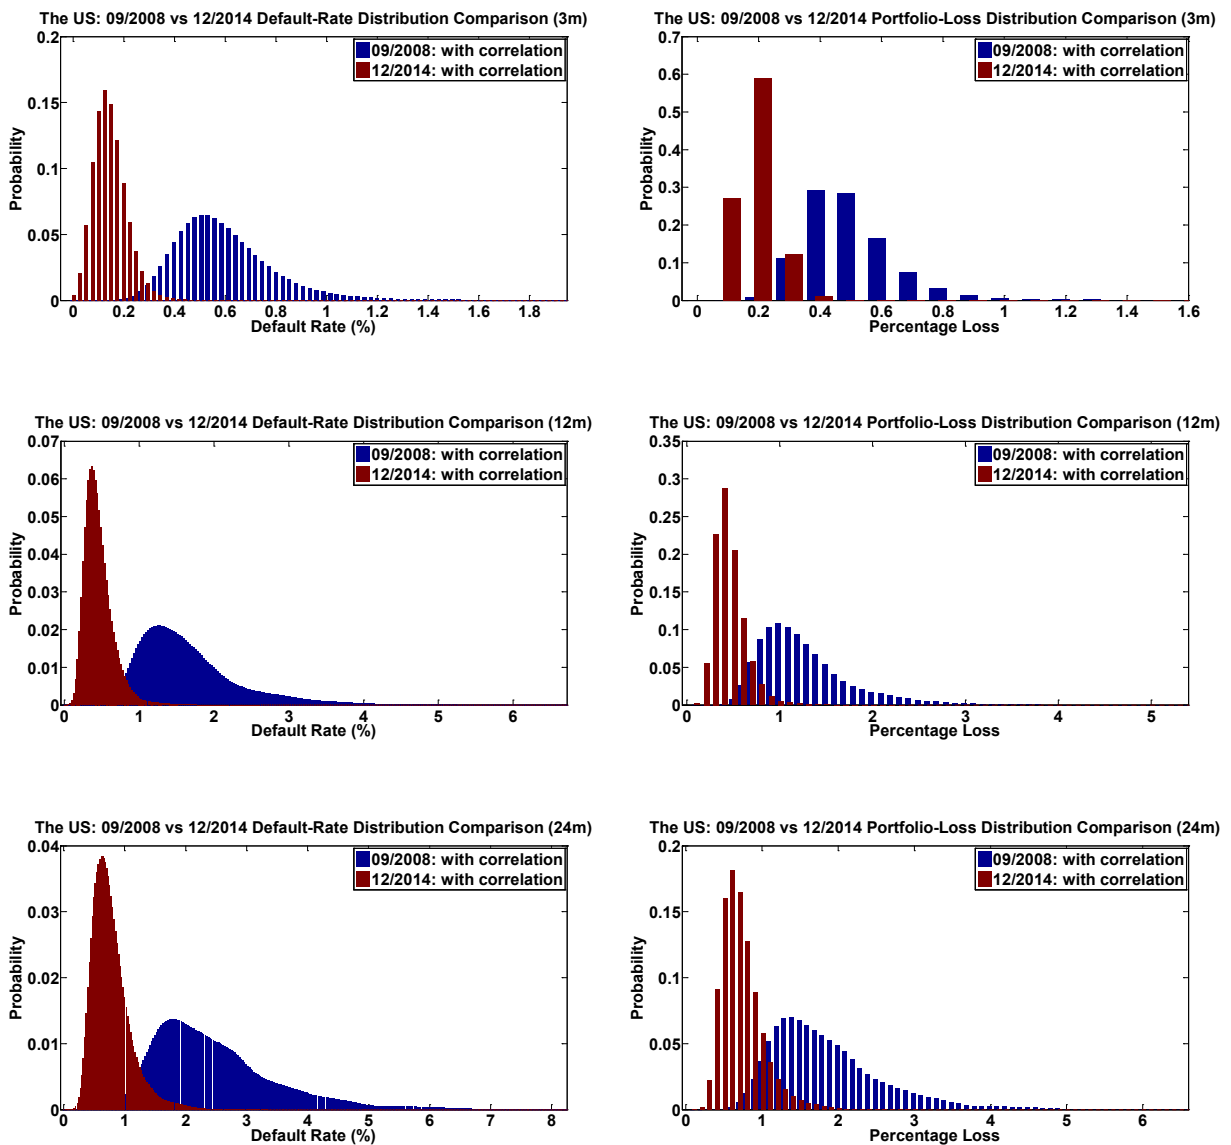 The US: 09/2008 vs 12/2014 Default-Rate Distribution Comparison (3m)
0.2
0.15
0.1
0.05
0
Probability
09/2008: with correlation
12/2014: with correlation
0 0.2 0.4 0.6 0.8 1 1.2 1.4 1.6 1.8
Default Rate (%)
The US: 09/2008 vs 12/2014 Portfolio-Loss Distribution Comparison (3m)
0.7
0.6
0.5
0.4
0.3
0.2
0.1
0
Probability
09/2008: with correlation
12/2014: with correlation
0 0.2 0.4 0.6 0.8 1 1.2 1.4 1.6
Percentage Loss
The US: 09/2008 vs 12/2014 Default-Rate Distribution Comparison (12m)
0.07
0.06
0.05
0.04
0.03
0.02
0.01
0
Probability
09/2008: with correlation
12/2014: with correlation
0 1 2 3 4 5 6
Default Rate (%)
The US: 09/2008 vs 12/2014 Portfolio-Loss Distribution Comparison (12m)
0.35
0.3
0.25
0.2
0.15
0.1
0.05
0
Probability
09/2008: with correlation
12/2014: with correlation
0 1 2 3 4 5
Percentage Loss
The US: 09/2008 vs 12/2014 Default-Rate Distribution Comparison (24m)
0.04
0.03
0.02
0.01
0
Probability
09/2008: with correlation
12/2014: with correlation
0 1 2 3 4 5 6 7 8
Default Rate (%)
The US: 09/2008 vs 12/2014 Portfolio-Loss Distribution Comparison (24m)
0.2
0.15
0.1
0.05
0
Probability
09/2008: with correlation
12/2014: with correlation
0 1 2 3 4 5 6
Percentage Loss